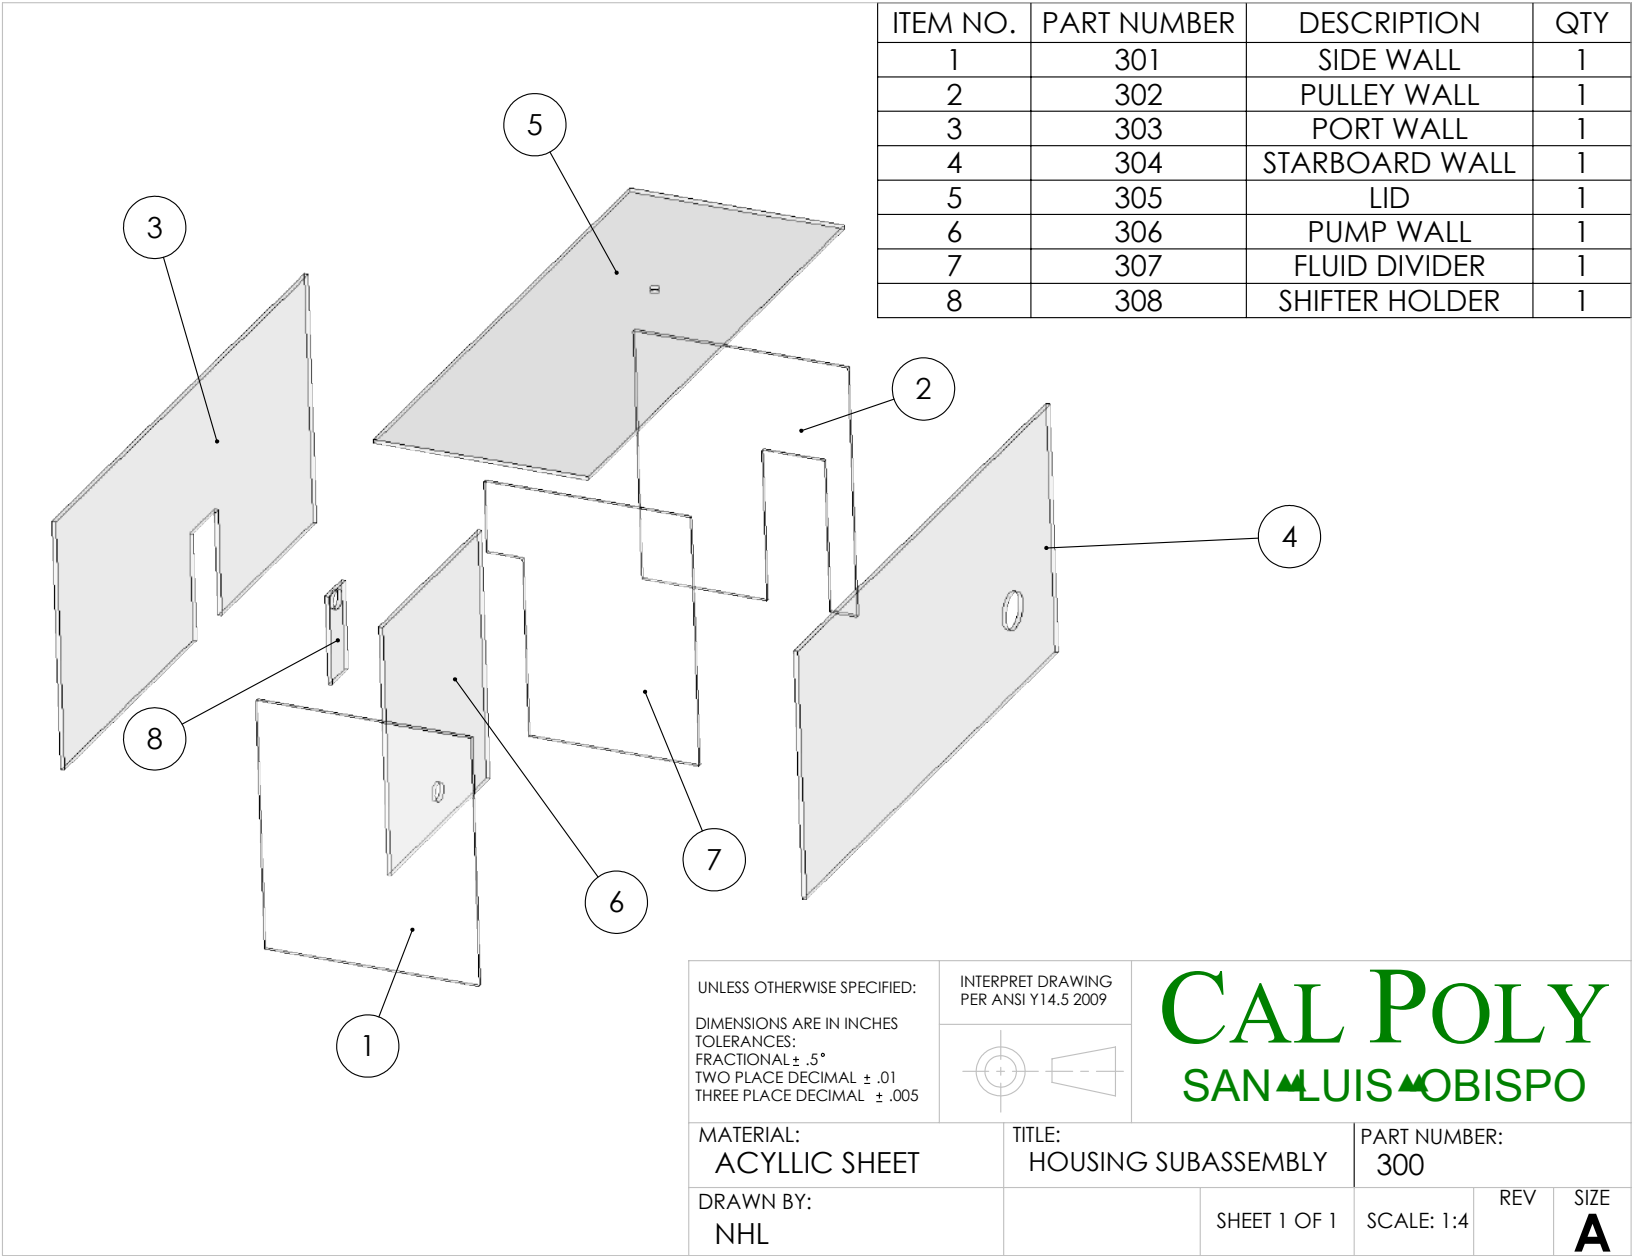 ITEM NO. PART NUMBER DESCRIPTION QTY
1 301 SIDE WALL 1
2 302 PULLEY WALL 1
3 303 PORT WALL 1
4 304 STARBOARD WALL 1
5 305 LID 1
6 306 PUMP WALL 1
7 307 FLUID DIVIDER 1
8 308 SHIFTER HOLDER 1
5
3
2
4
8
7
6
1
UNLESS OTHERWISE SPECIFIED:
DIMENSIONS ARE IN INCHES
TOLERANCES:
FRACTIONAL ± .5°
TWO PLACE DECIMAL ± .01
THREE PLACE DECIMAL ± .005
INTERPRET DRAWING
PER ANSI Y14.5 2009
CAL POLY
SAN LUIS OBISPO
MATERIAL:
ACYLLIC SHEET
TITLE:
HOUSING SUBASSEMBLY
PART NUMBER:
300
DRAWN BY:
NHL
SHEET 1 OF 1
SCALE: 1:4
REV
SIZE
A